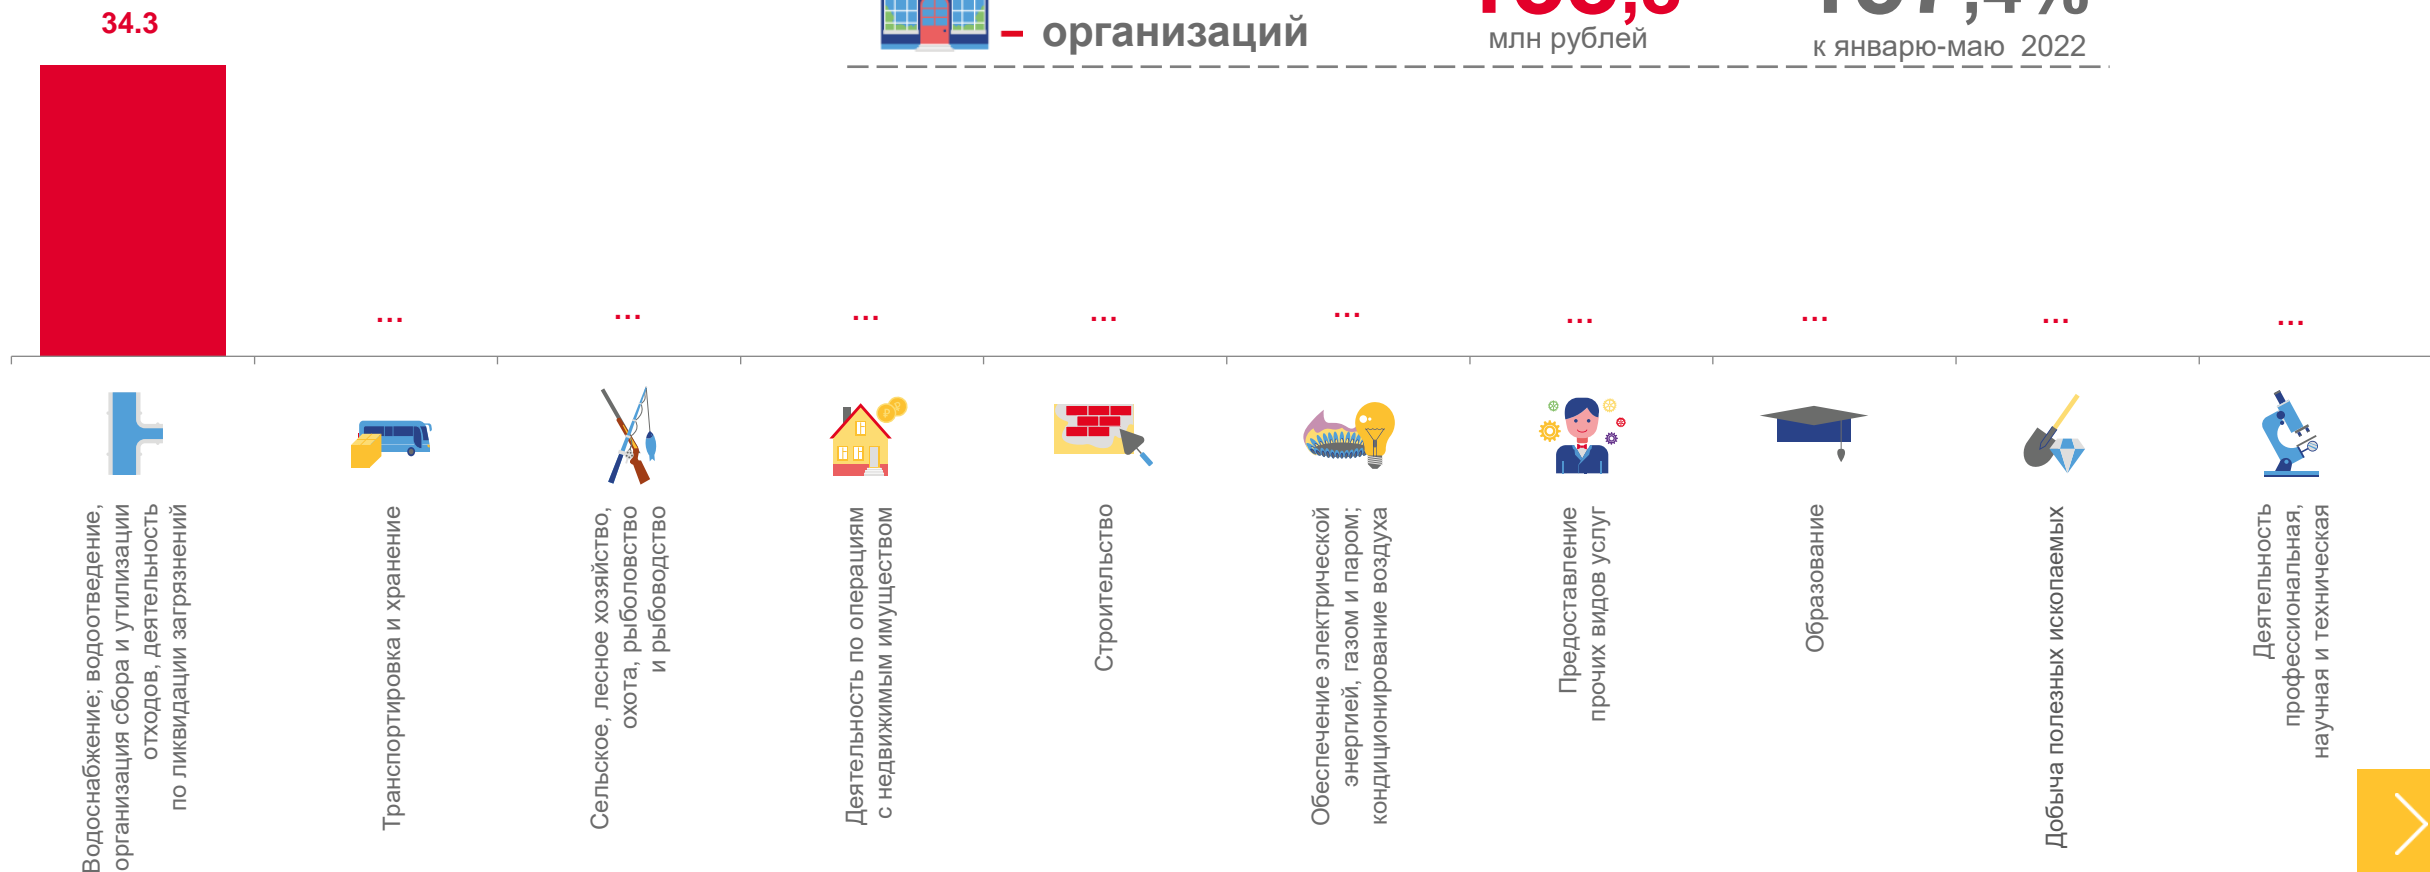 34.3
– организаций
млн рублей
к январю-маю 2022
...
...
...
...
...
...
...
...
...
Водоснабжение; водоотведение,
организация сбора и утилизации
отходов, деятельность
по ликвидации загрязнений
Транспортировка и хранение
Сельское, лесное хозяйство,
охота, рыболовство
и рыбоводство
Деятельность по операциям
с недвижимым имуществом
Строительство
Обеспечение электрической
энергией, газом и паром;
кондиционирование воздуха
Предоставление
прочих видов услуг
Образование
Добыча полезных ископаемых
Деятельность
профессиональная,
научная и техническая